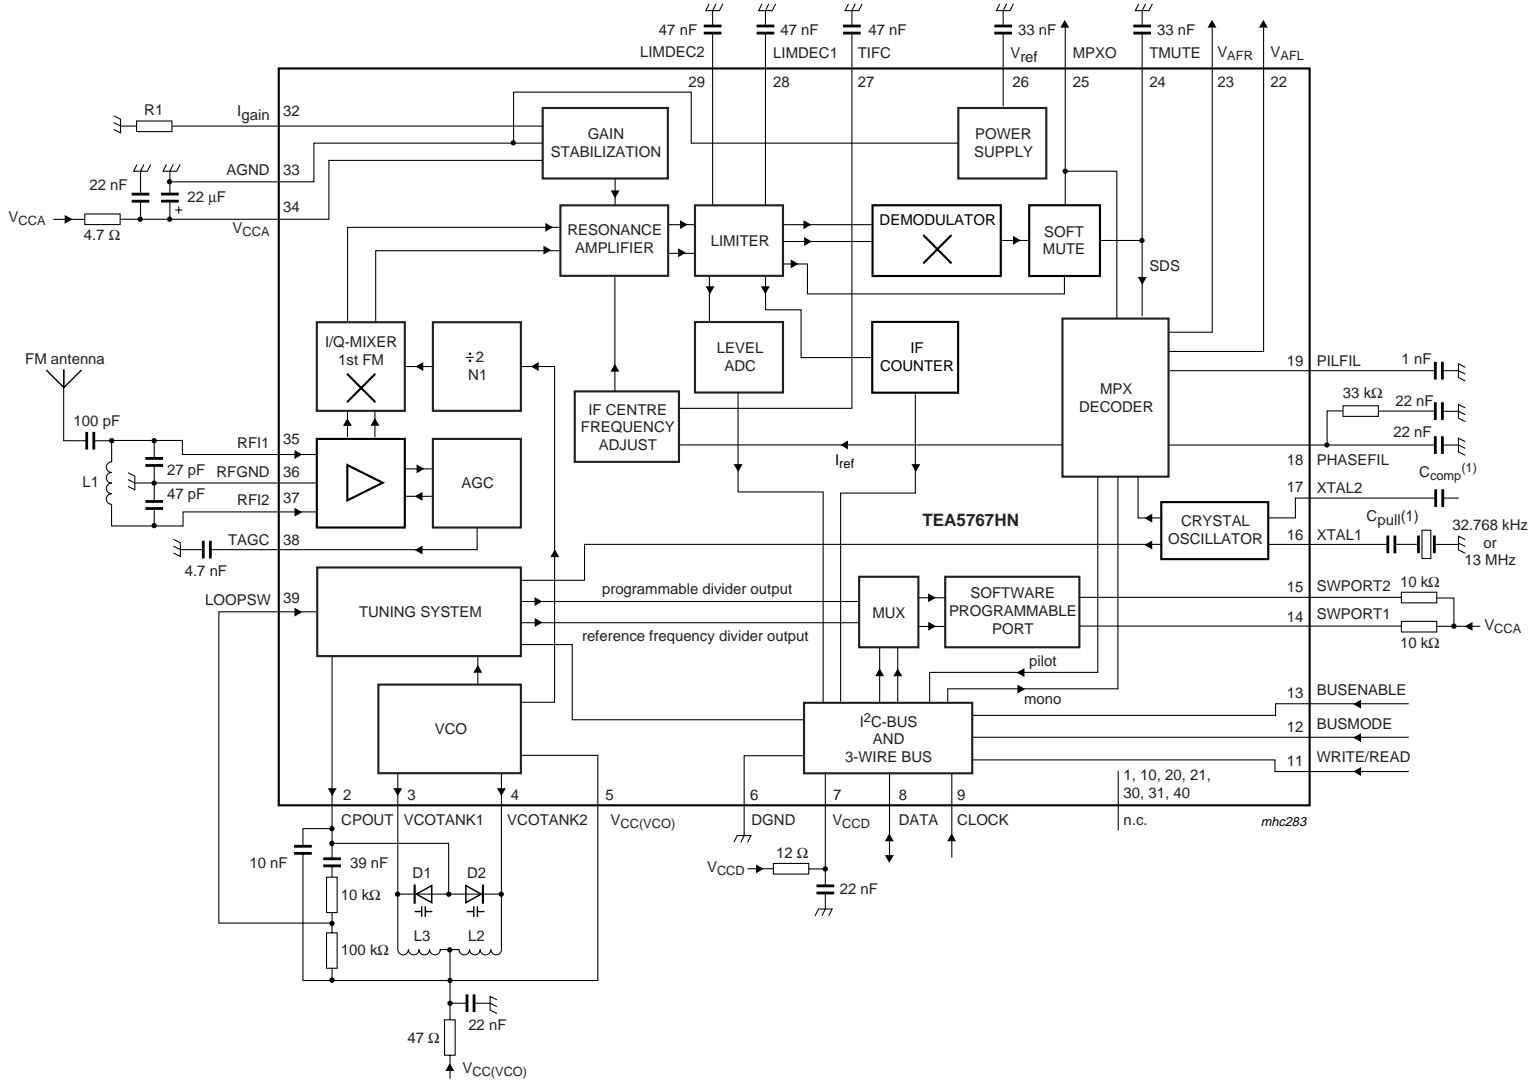 47 nF
47 nF
47 nF
33 nF
33 nF
LIMDEC2
LIMDEC1
TIFC
Vref
MPXO
TMUTE
VAFR
VAFL
29
28
27
26
25
24
23
22
R1
Igain
32
GAIN
STABILIZATION
POWER
SUPPLY
AGND
33
22 nF
22 µF
+
34
VCCA
4.7 Ω
VCCA
RESONANCE
AMPLIFIER
LIMITER
DEMODULATOR
SOFT
MUTE
SDS
I/Q-MIXER
1st FM
÷2
N1
LEVEL
ADC
IF
COUNTER
MPX
DECODER
FM antenna
19
PILFIL
1 nF
33 kΩ
22 nF
22 nF
18
PHASEFIL
IF CENTRE
FREQUENCY
ADJUST
Iref
100 pF
RFI1
35
27 pF
RFGND
36
L1
47 pF
RFI2
37
AGC
TAGC
38
4.7 nF
TEA5767HN
17
XTAL2
Ccomp(1)
CRYSTAL
OSCILLATOR
16
XTAL1
Cpull(1)
32.768 kHz
or
13 MHz
LOOPSW
39
TUNING SYSTEM
programmable divider output
reference frequency divider output
MUX
SOFTWARE
PROGRAMMABLE
PORT
15
SWPORT2
10 kΩ
14
SWPORT1
10 kΩ
VCCA
pilot
mono
VCO
I2C-BUS
AND
3-WIRE BUS
13
BUSENABLE
12
BUSMODE
11
WRITE/READ
1, 10, 20, 21,
30, 31, 40
n.c.
mhc283
2
3
4
5
6
7
8
9
CPOUT
VCOTANK1
VCOTANK2
VCC(VCO)
DGND
VCCD
DATA
CLOCK
10 nF
39 nF
D1
D2
10 kΩ
L3
L2
100 kΩ
VCCD
12 Ω
22 nF
22 nF
47 Ω
VCC(VCO)